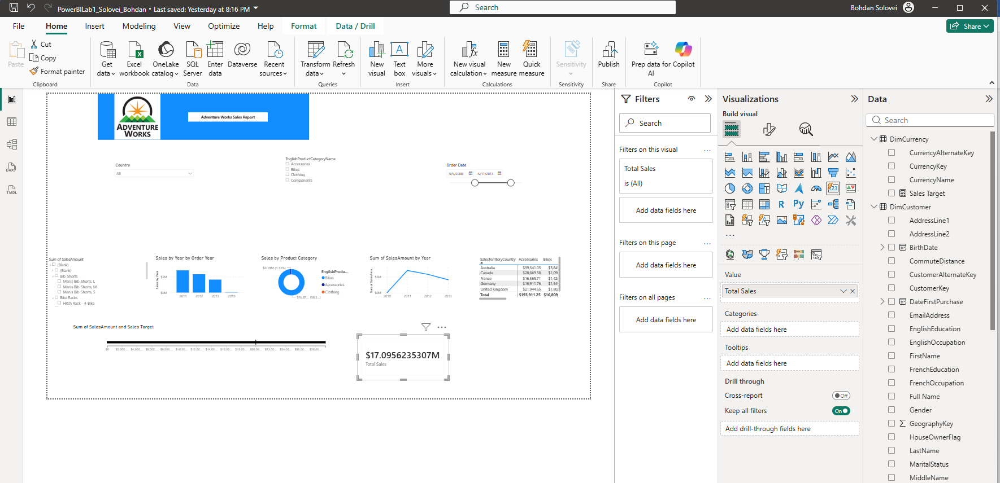 PowerBILab1_Solovei_Bohdan • Last saved: Yesterday at 8:16 PM
Search
Bohdan Solovei
File Home Insert Modeling View Optimize Help Format Data / Drill
Share
Paste
Cut
Copy
Format painter
Get data
Excel workbook
OneLake catalog
SQL Server
Enter data
Dataverse
Recent sources
Transform data
Refresh
New visual
Text box
More visuals
New visual calculation
New measure
Quick measure
Sensitivity
Publish
Prep data for AI
Copilot
Clipboard Data Queries Insert Calculations Sensitivity Share Copilot
DAX
TMDL
ADVENTURE
WORKS
Adventure Works Sales Report
Country
All
EnglishProductCategoryName
Accessories
Bikes
Clothing
Components
Order Date
5/5/2008 5/11/2013
Sum of SalesAmount
(Blank)
(Blank)
Bib-Shorts
Men's Bib-Shorts, L
Men's Bib-Shorts, M
Men's Bib-Shorts, S
Bike Racks
Hitch Rack - 4-Bike
Sales by Year by Order Year
Sales by Year
$5M
$0M
2011 2012 2013 2010
Sales by Product Category
$0.19M (1.13%)
$16.81... (98.3...)
EnglishProdu...
Bikes
Accessories
Clothing
Sum of SalesAmount by Year
Sum of SalesAmo...
$5M
$0M
2010 2011 2012 2013
SalesTerritoryCountry Accessories Bikes
Australia $39,341.03 $5,845
Canada $28,669.58 $1,090
France $16,365.71 $1,423
Germany $16,911.76 $1,549
United Kingdom $21,944.65 $1,802
Total $193,911.25 $16,809,
Sum of SalesAmount and Sales Target
$0 $2,000,... $4,000,... $6,000,... $8,000,... $10,00... $12,00... $14,00... $16,00... $18,00... $20,00... $22,00... $24,00... $26,00... $28,00...
$17.0956235307M
Total Sales
Filters
Search
Filters on this visual ...
Total Sales
is (All)
Add data fields here
Filters on this page ...
Add data fields here
Filters on all pages ...
Add data fields here
Visualizations
Build visual
123
R Py
...
Value
Total Sales
Categories
Add data fields here
Tooltips
Add data fields here
Drill through
Cross-report Off
Keep all filters On
Add drill-through fields here
Data
Search
DimCurrency
CurrencyAlternateKey
CurrencyKey
CurrencyName
Sales Target
DimCustomer
AddressLine1
AddressLine2
BirthDate
CommuteDistance
CustomerAlternateKey
CustomerKey
DateFirstPurchase
EmailAddress
EnglishEducation
EnglishOccupation
FirstName
FrenchEducation
FrenchOccupation
Full Name
Gender
GeographyKey
HouseOwnerFlag
LastName
MaritalStatus
MiddleName